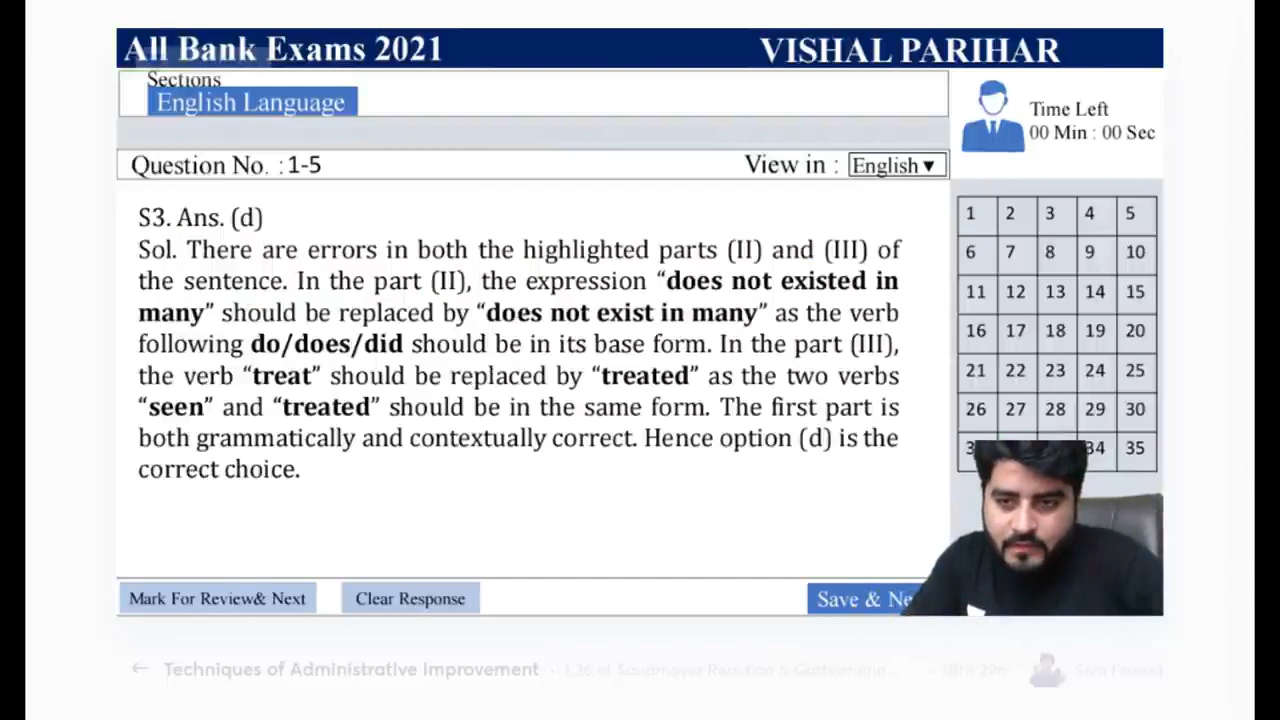 All Bank Exams 2021
VISHAL PARIHAR
Sections
English Language
Time Left
00 Min : 00 Sec
Question No. : 1-5
View in : English ▼
S3. Ans. (d)
Sol. There are errors in both the highlighted parts (II) and (III) of
the sentence. In the part (II), the expression “does not existed in
many” should be replaced by “does not exist in many” as the verb
following do/does/did should be in its base form. In the part (III),
the verb “treat” should be replaced by “treated” as the two verbs
“seen” and “treated” should be in the same form. The first part is
both grammatically and contextually correct. Hence option (d) is the
correct choice.
1 2 3 4 5
6 7 8 9 10
11 12 13 14 15
16 17 18 19 20
21 22 23 24 25
26 27 28 29 30
34 35
Mark For Review& Next
Clear Response
Save &
← Techniques of Administrative Improvement